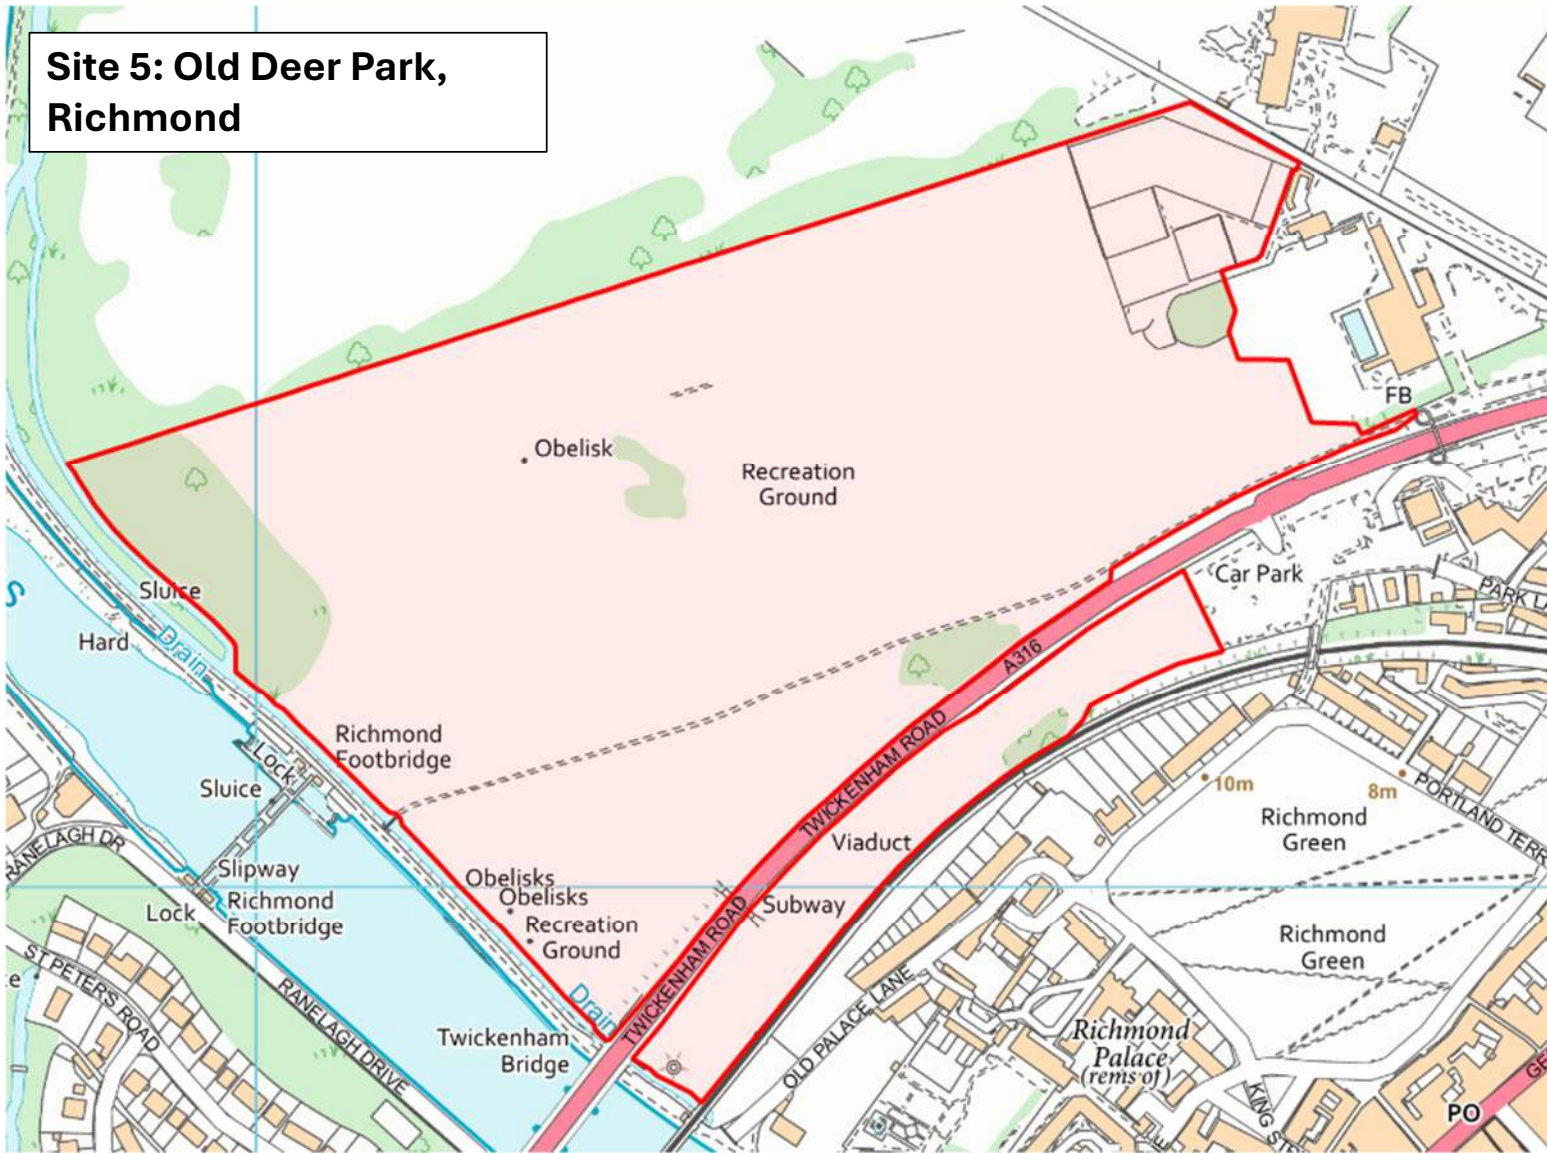 Site 5: Old Deer Park,
Richmond
FB
Obelisk
Recreation
Ground
Car Park
PARK LA
Sluice
Hard
Drain
S
A316
Richmond
Footbridge
Lock
Sluice
TWICKENHAM ROAD
10m
8m
PORTLAND TERR
Richmond
Green
Viaduct
RANELAGH DR
Slipway
Richmond
Footbridge
Lock
Obelisks
Obelisks
Recreation
Ground
Subway
TWICKENHAM ROAD
Richmond
Green
ST PETERS ROAD
RANELAGH DRIVE
Drain
Twickenham
Bridge
OLD PALACE LANE
Richmond
Palace
(rems of)
KING ST
PO
GE